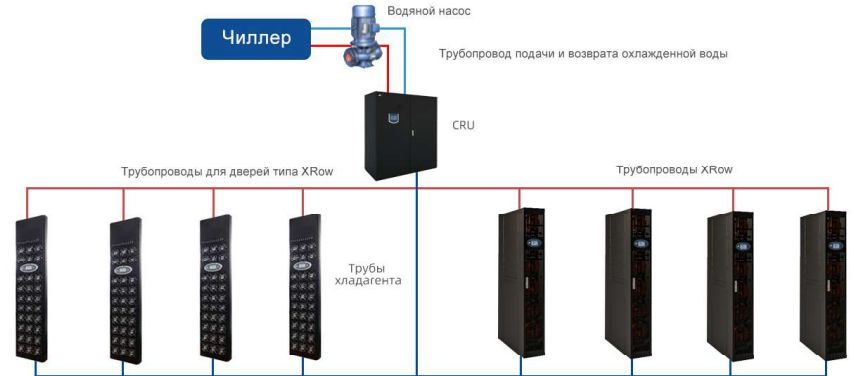 Водяной насос
Чиллер
Трубопровод подачи и возврата охлажденной воды
CRU
Трубопроводы для дверей типа XRow
Трубопроводы XRow
Трубы
хладагента